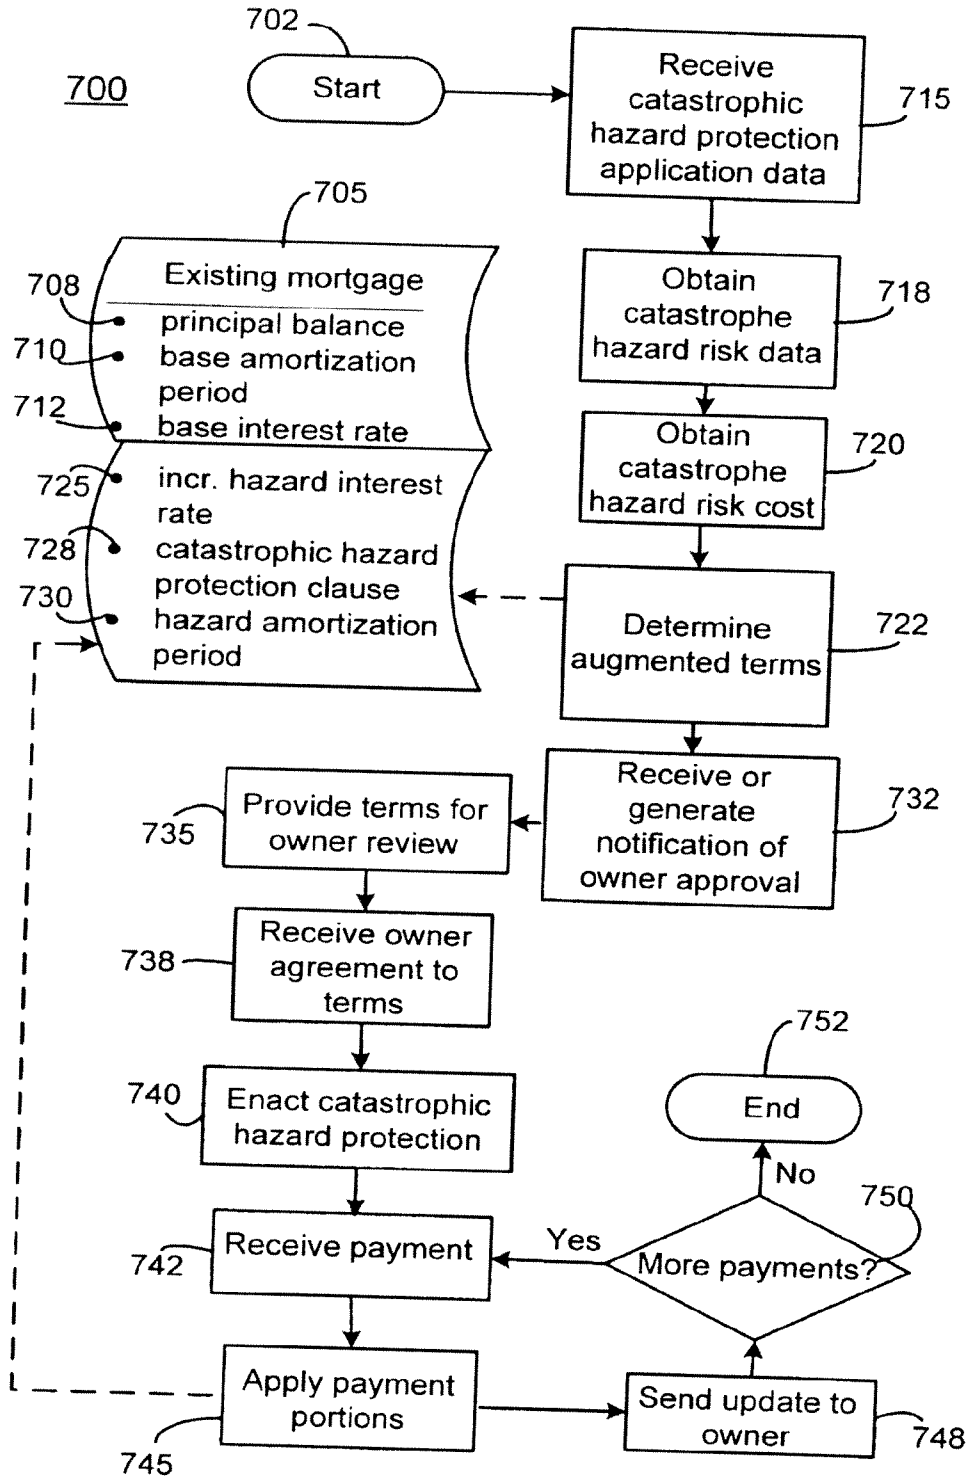 702
700
Start
Receive
catastrophic
hazard protection
application data
715
705
Existing mortgage
708
principal balance
710
base amortization
period
712
base interest rate
Obtain
catastrophe
hazard risk data
718
Obtain
catastrophe
hazard risk cost
720
725
incr. hazard interest
rate
728
catastrophic hazard
protection clause
730
hazard amortization
period
Determine
augmented terms
722
Receive or
generate
notification of
owner approval
732
Provide terms for
owner review
735
Receive owner
agreement to
terms
738
Enact catastrophic
hazard protection
740
Receive payment
742
Apply payment
portions
745
Send update to
owner
748
More payments?
750
Yes
No
End
752